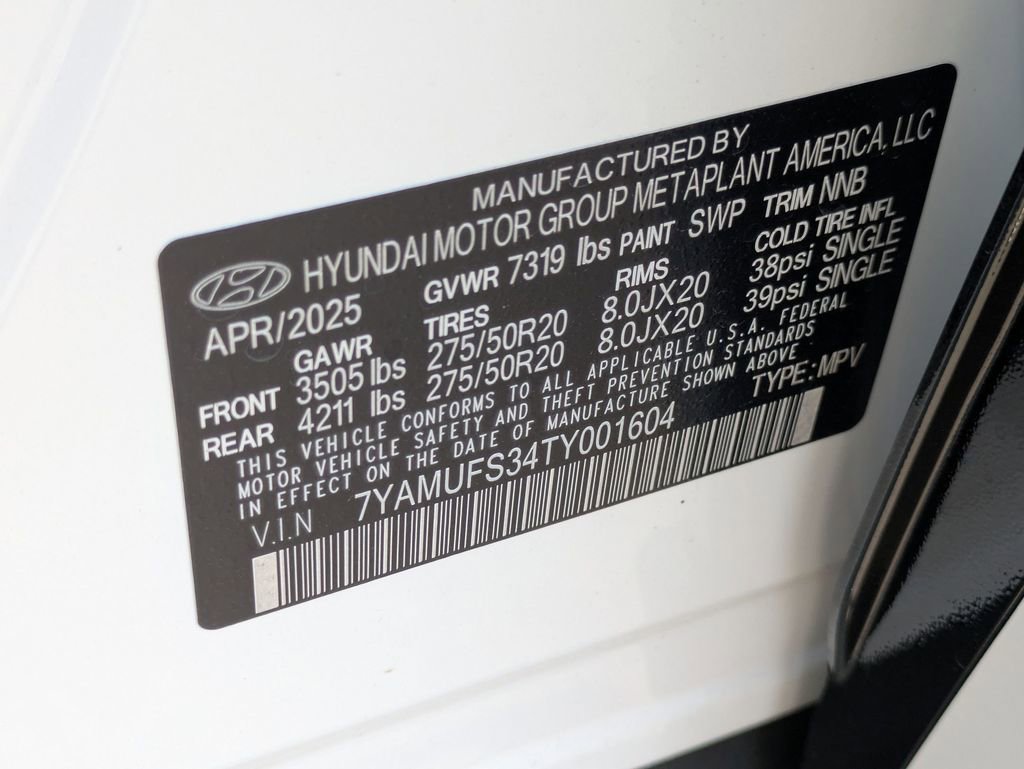 MANUFACTURED BY
HYUNDAI MOTOR GROUP METAPLANT AMERICA, LLC
APR/2025 GVWR 7319 lbs PAINT SWP TRIM NNB
GAWR TIRES RIMS COLD TIRE INFL
FRONT 3505 lbs 275/50R20 8.0JX20 38psi SINGLE
REAR 4211 lbs 275/50R20 8.0JX20 39psi SINGLE
THIS VEHICLE CONFORMS TO ALL APPLICABLE U.S.A. FEDERAL
MOTOR VEHICLE SAFETY AND THEFT PREVENTION STANDARDS
IN EFFECT ON THE DATE OF MANUFACTURE SHOWN ABOVE
V.I.N 7YAMUFS34TY001604 TYPE:MPV